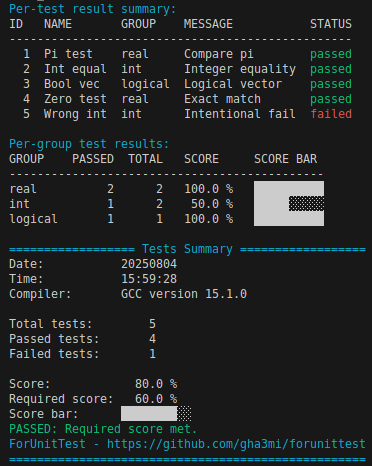 Per-test result summary:
ID   NAME       GROUP    MESSAGE           STATUS
-------------------------------------------------
1  Pi test    real     Compare pi        passed
2  Int equal  int      Integer equality  passed
3  Bool vec   logical  Logical vector    passed
4  Zero test  real     Exact match       passed
5  Wrong int  int      Intentional fail  failed
Per-group test results:
GROUP    PASSED  TOTAL   SCORE     SCORE BAR
---------------------------------------------
real          2      2   100.0 %
int           1      2    50.0 %
logical       1      1   100.0 %
================== Tests Summary ==================
Date:           20250804
Time:           15:59:28
Compiler:       GCC version 15.1.0
Total tests:        5
Passed tests:       4
Failed tests:       1
Score:            80.0 %
Required score:   60.0 %
Score bar:
PASSED: Required score met.
ForUnitTest - https://github.com/gha3mi/forunittest
===================================================